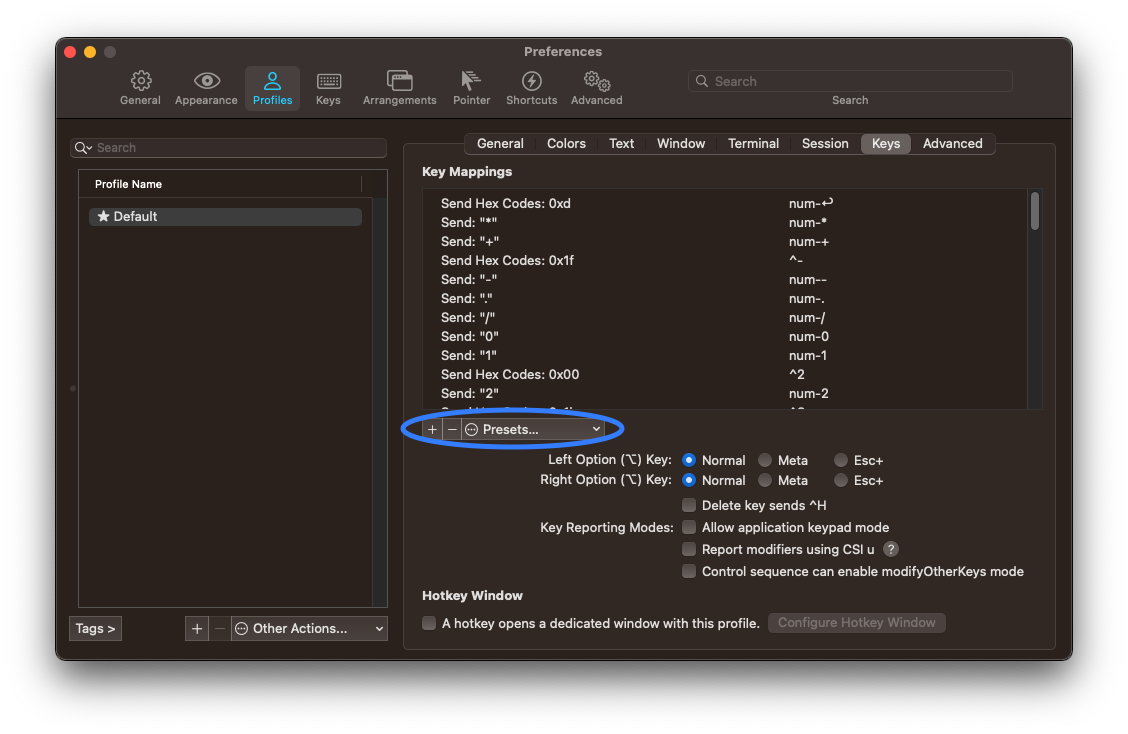 Preferences
General Appearance Profiles Keys Arrangements Pointer Shortcuts Advanced
Search
Search
Search
General Colors Text Window Terminal Session Keys Advanced
Profile Name
★ Default
Key Mappings
Send Hex Codes: 0xd num-↩
Send: "*" num-*
Send: "+" num-+
Send Hex Codes: 0x1f ^-
Send: "-" num--
Send: "." num-.
Send: "/" num-/
Send: "0" num-0
Send: "1" num-1
Send Hex Codes: 0x00 ^2
Send: "2" num-2
+ − Presets...
Left Option (⌥) Key: Normal Meta Esc+
Right Option (⌥) Key: Normal Meta Esc+
Delete key sends ^H
Key Reporting Modes: Allow application keypad mode
Report modifiers using CSI u ?
Control sequence can enable modifyOtherKeys mode
Hotkey Window
A hotkey opens a dedicated window with this profile. Configure Hotkey Window
Tags > + − Other Actions...